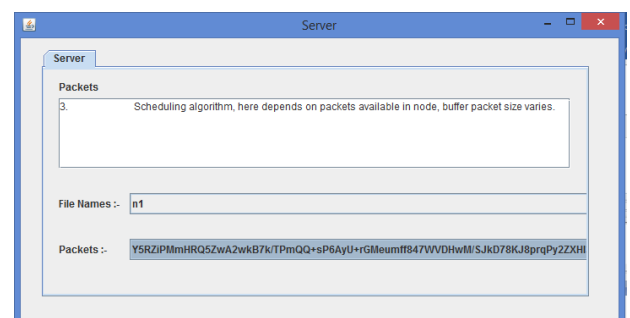 Server
Server
Packets
3. Scheduling algorithm, here depends on packets available in node, buffer packet size varies.
File Names :- n1
Packets :- Y5RZiPMmHRQ5ZwA2wkB7k/TPmQQ+sP6AyU+rGMeumff847WVDHwM/SJkD78KJ8prqPy2ZXHI